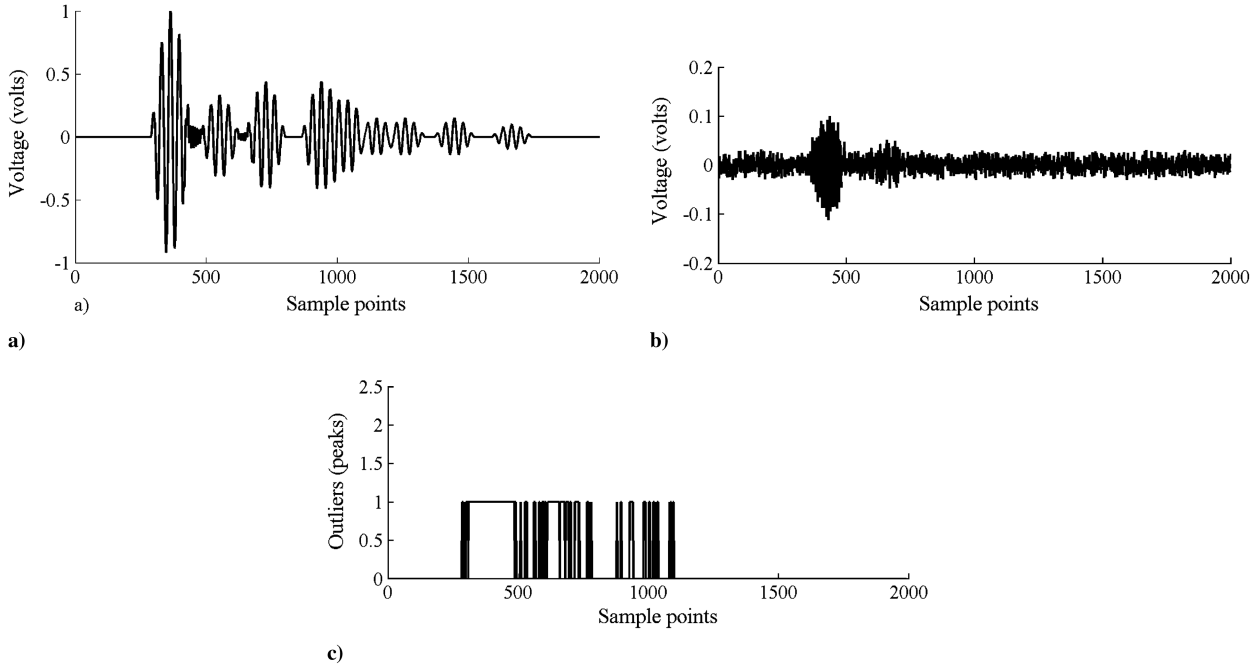 1
0.5
0
-0.5
-1
Voltage (volts)
0 500 1000 1500 2000
Sample points
a)
a)
0.2
0.1
0
-0.1
-0.2
Voltage (volts)
0 500 1000 1500 2000
Sample points
b)
2.5
2
1.5
1
0.5
0
Outliers (peaks)
0 500 1000 1500 2000
Sample points
c)